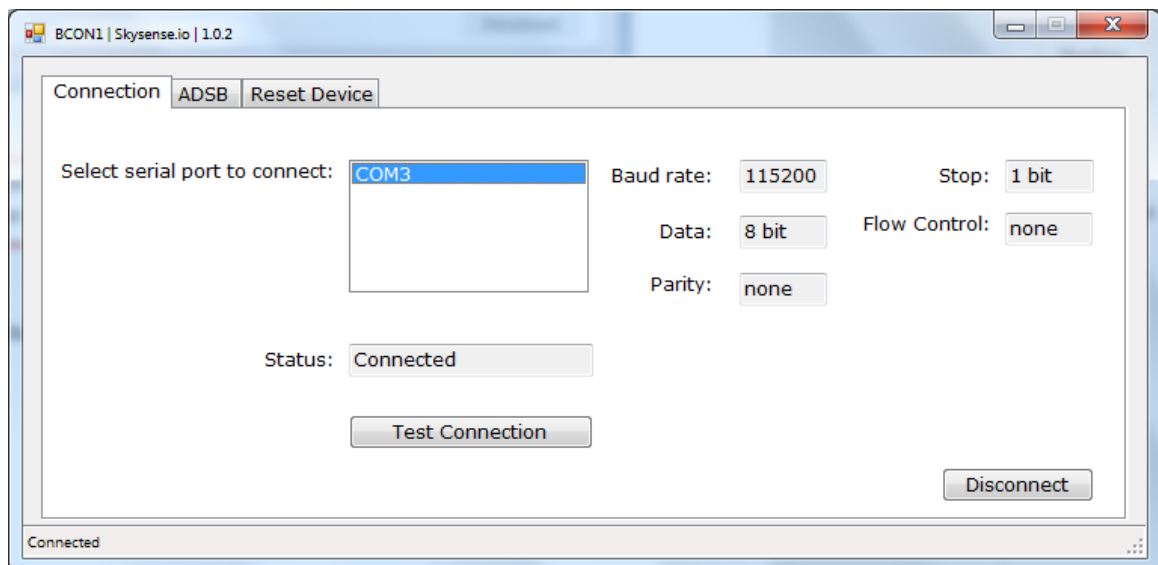 BCON1 | Skysense.io | 1.0.2
Connection ADSB Reset Device
Select serial port to connect: COM3 Baud rate: 115200 Stop: 1 bit
Data: 8 bit Flow Control: none
Parity: none
Status: Connected
Test Connection
Disconnect
Connected